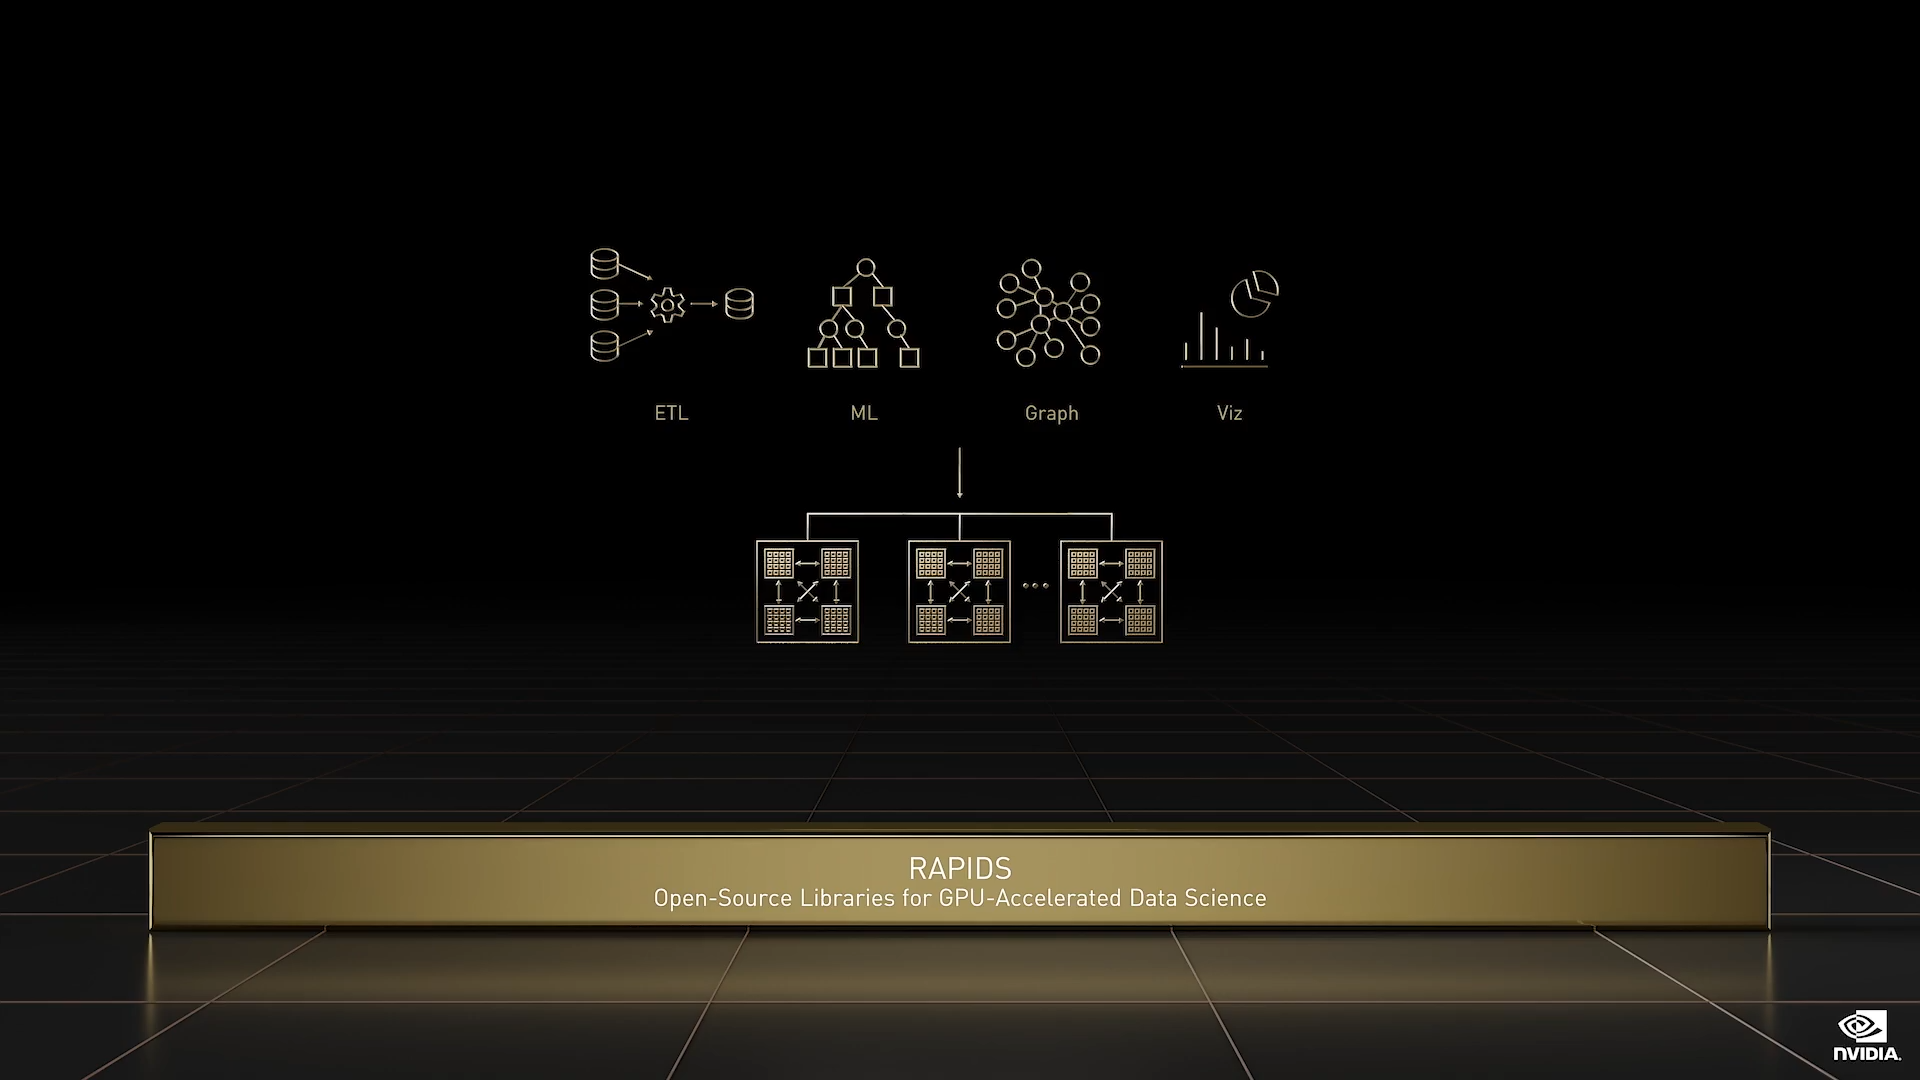 ETL
ML
Graph
Viz
RAPIDS
Open-Source Libraries for GPU-Accelerated Data Science
NVIDIA.